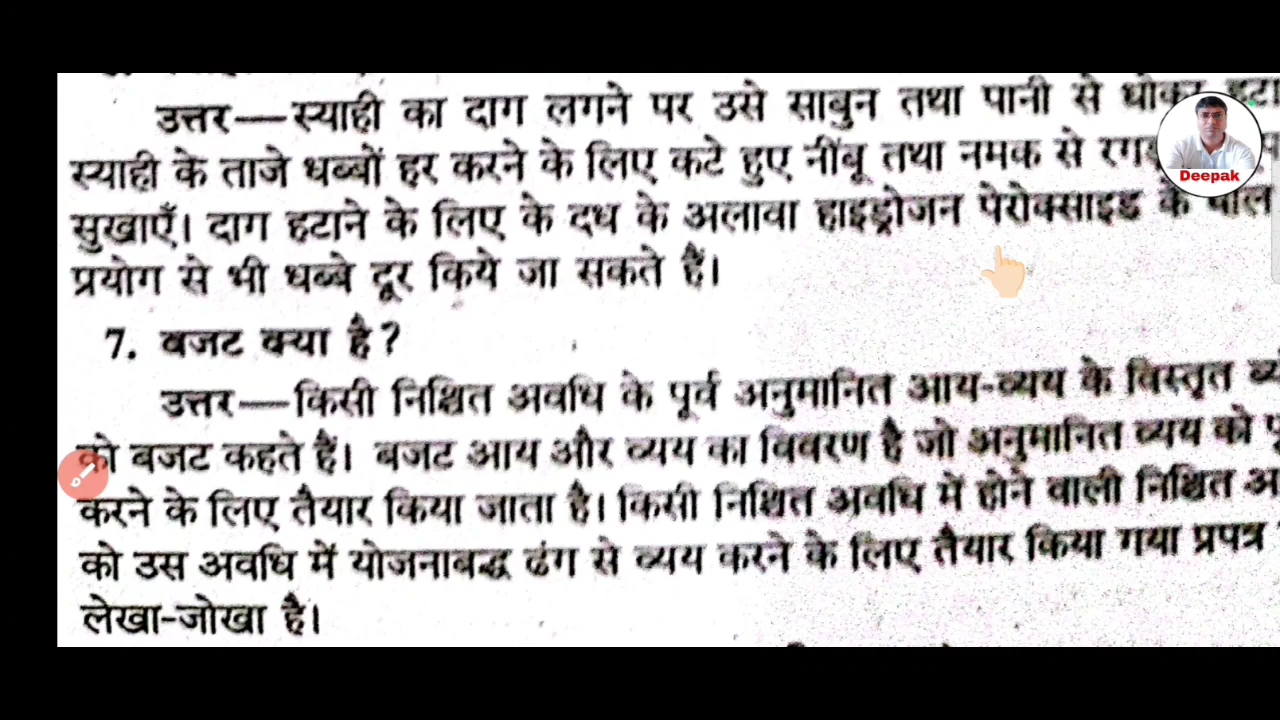 उत्तर—स्याही का दाग लगने पर उसे साबुन तथा पानी से धोकर
स्याही के ताजे धब्बों हर करने के लिए कटे हुए नींबू तथा नमक से
सुखाएँ। दाग हटाने के लिए के दध के अलावा हाइड्रोजन पेरोक्साइड के
प्रयोग से भी धब्बे दूर किये जा सकते हैं।
7. बजट क्या है?
उत्तर—किसी निश्चित अवधि के पूर्व अनुमानित आय-व्यय के विस्तृत
को बजट कहते हैं। बजट आय और व्यय का विवरण है जो अनुमानित व्यय को
करने के लिए तैयार किया जाता है। किसी निश्चित अवधि में होने वाली निश्चित
को उस अवधि में योजनाबद्ध ढंग से व्यय करने के लिए तैयार किया गया प्रपत्र
लेखा-जोखा है।
Deepak